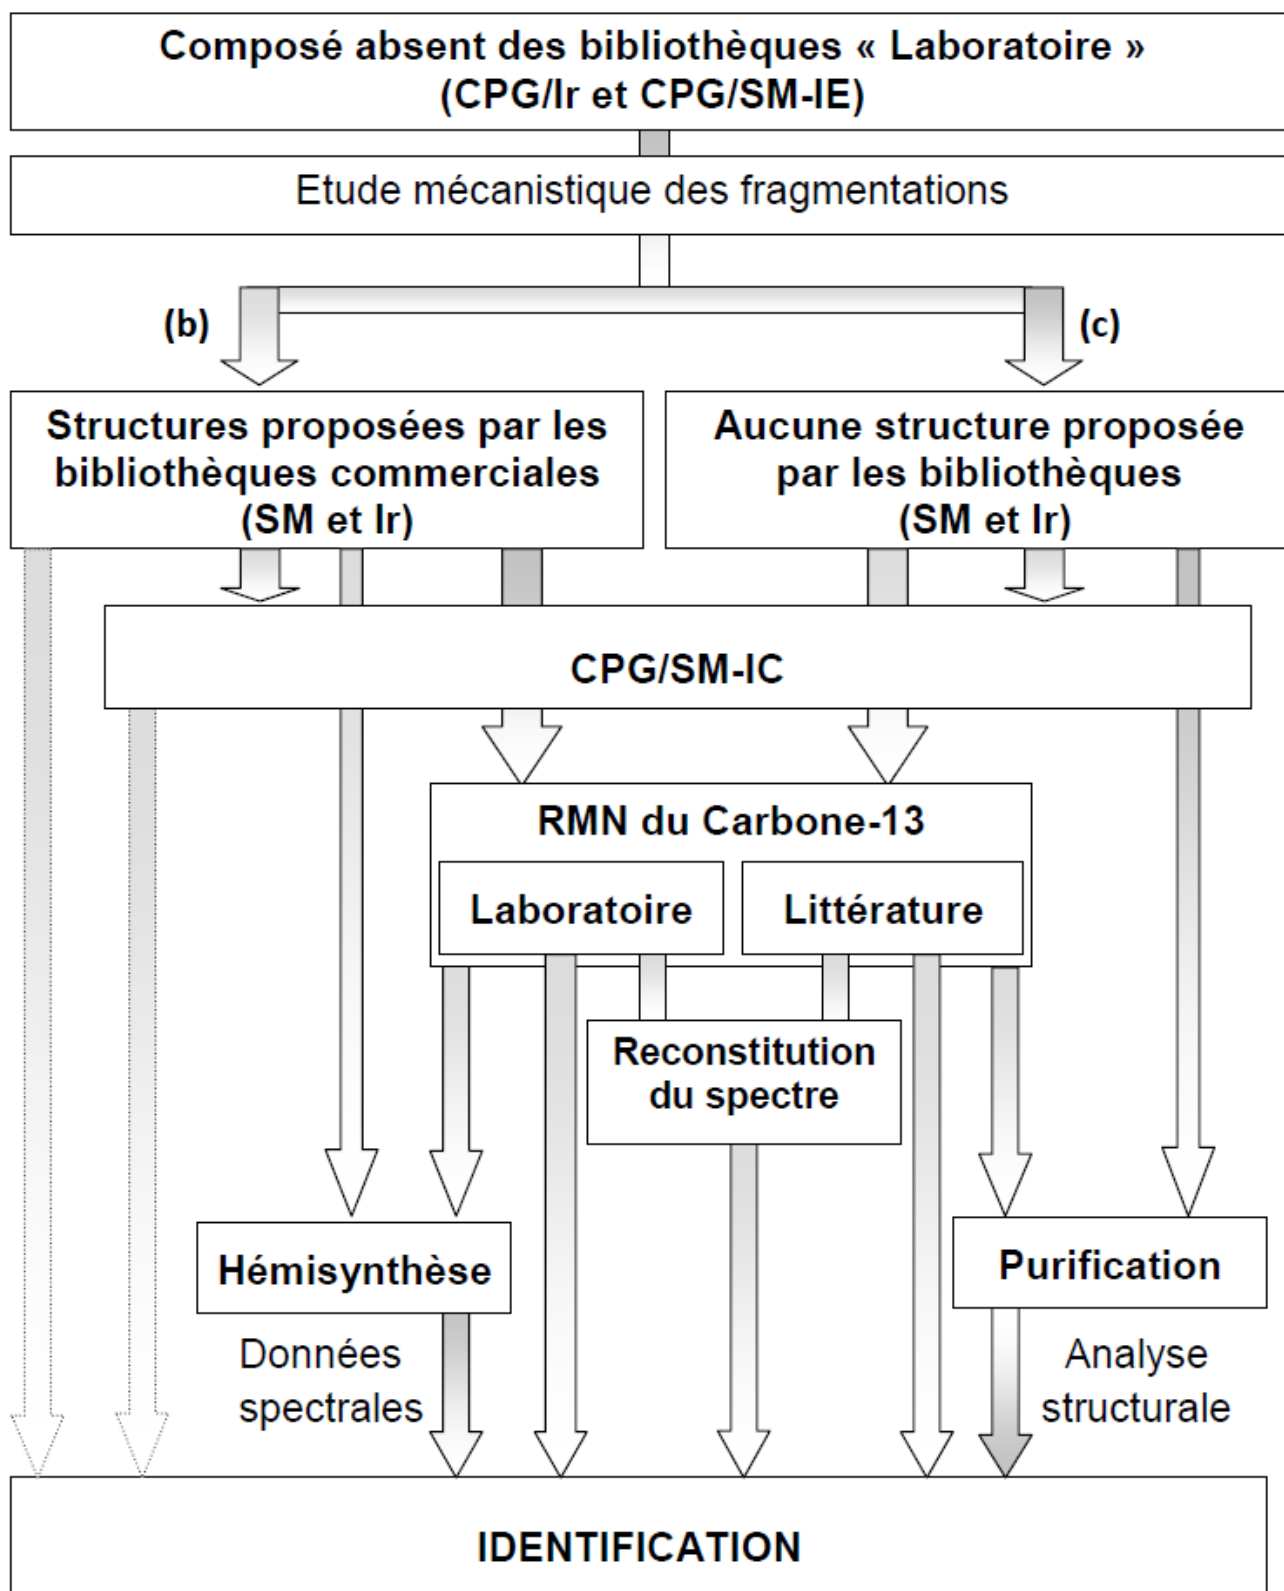 Composé absent des bibliothèques « Laboratoire »
(CPG/Ir et CPG/SM-IE)
Etude mécanistique des fragmentations
(b)
(c)
Structures proposées par les
bibliothèques commerciales
(SM et Ir)
Aucune structure proposée
par les bibliothèques
(SM et Ir)
CPG/SM-IC
RMN du Carbone-13
Laboratoire
Littérature
Reconstitution
du spectre
Hémisynthèse
Purification
Données
spectrales
Analyse
structurale
IDENTIFICATION